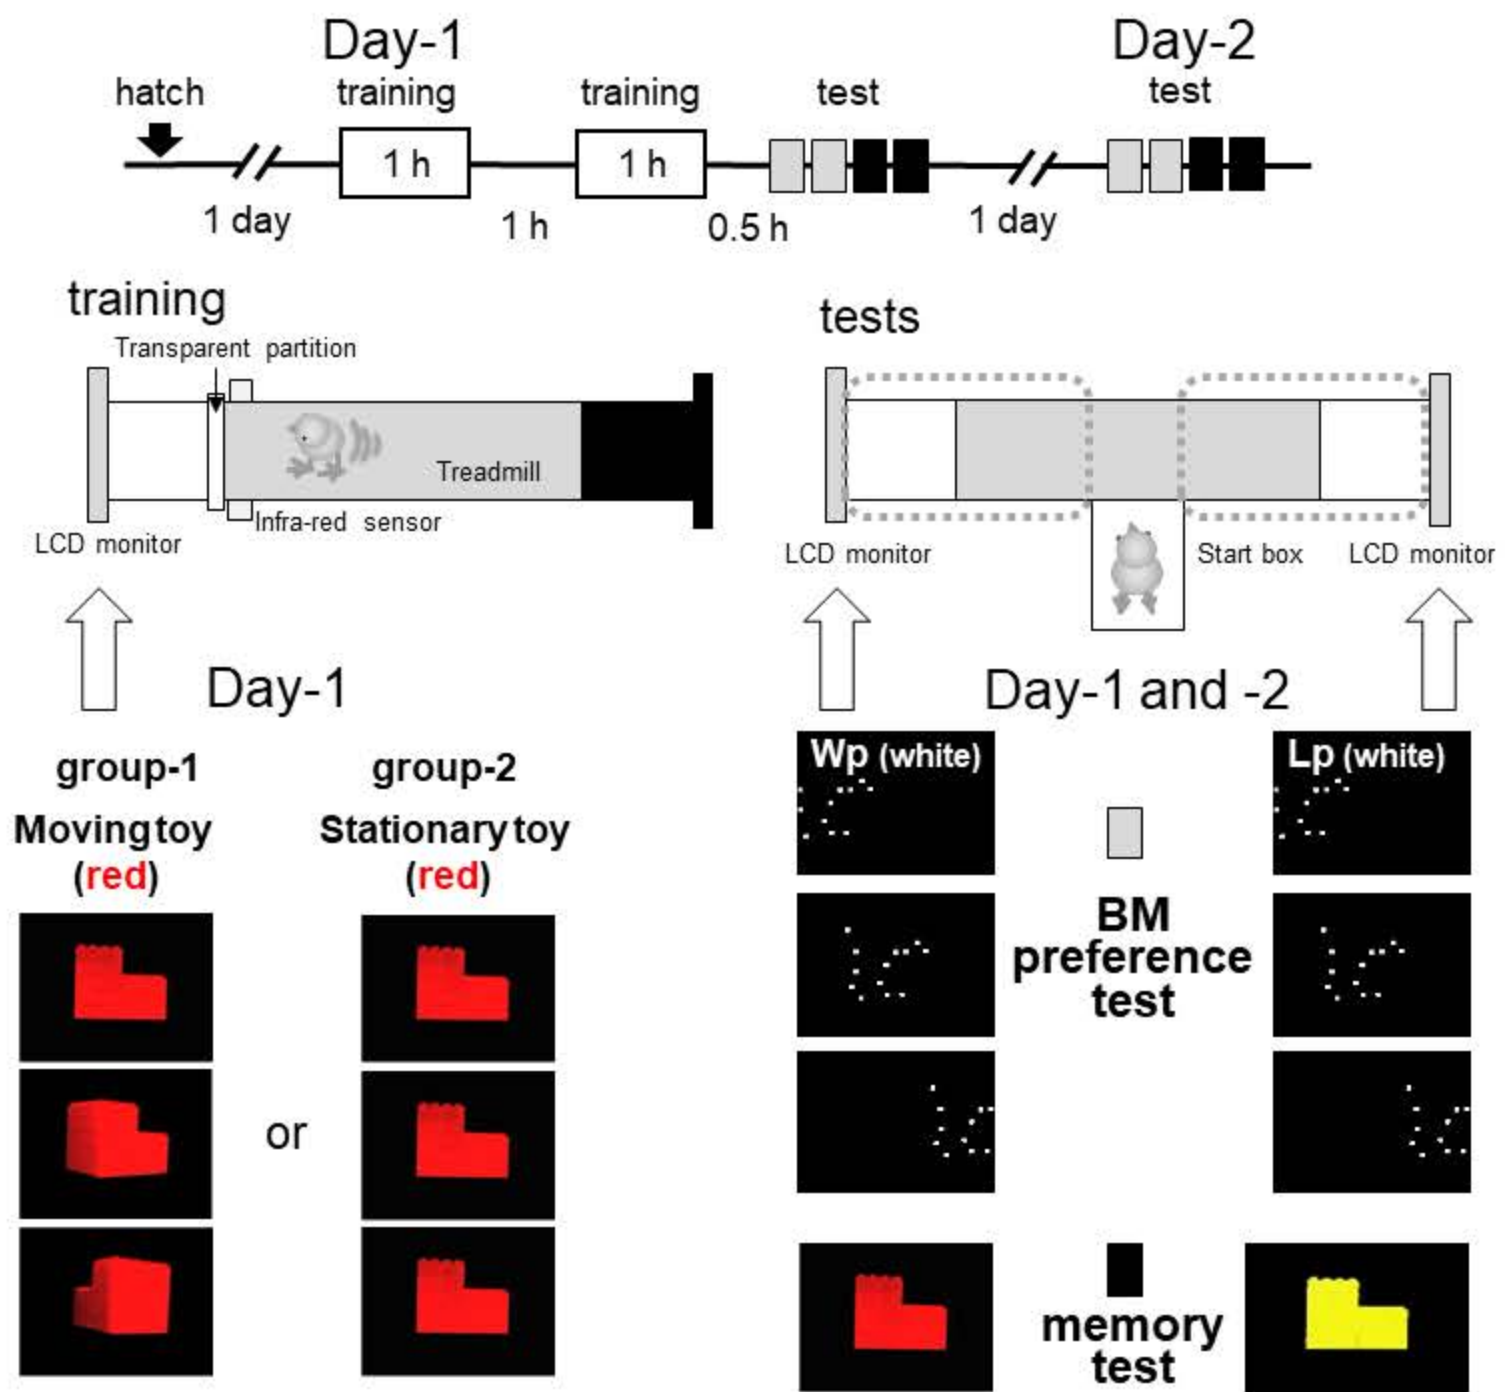 Day-1
Day-2
hatch
training
training
test
test
1 h
1 h
1 day
1 h
0.5 h
1 day
training
Transparent partition
Treadmill
Infra-red sensor
LCD monitor
tests
LCD monitor
Start box
LCD monitor
Day-1
Day-1 and -2
group-1
group-2
Moving toy
(red)
Stationary toy
(red)
or
Wp (white)
Lp (white)
BM
preference
test
memory
test